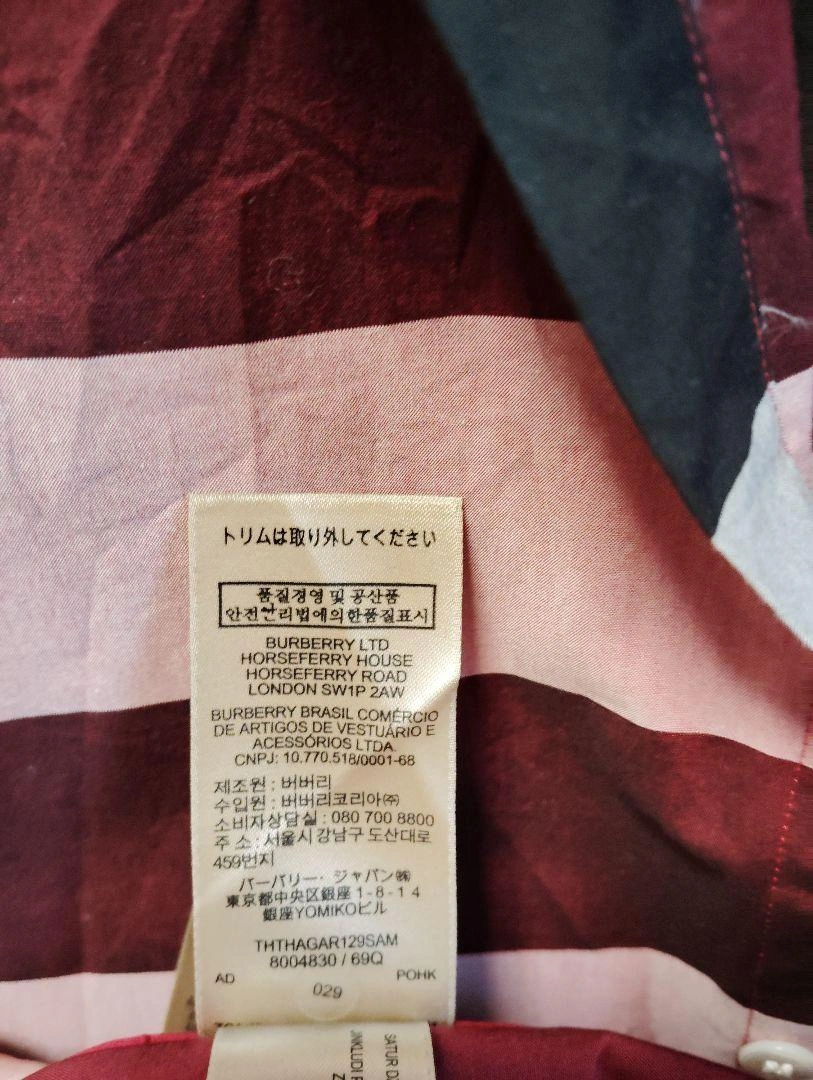 トリムは取り外してください
품질경영 및 공산품
안전관리법에의한품질표시
BURBERRY LTD
HORSEFERRY HOUSE
HORSEFERRY ROAD
LONDON SW1P 2AW
BURBERRY BRASIL COMÉRCIO
DE ARTIGOS DE VESTUÁRIO E
ACESSÓRIOS LTDA.
CNPJ: 10.770.518/0001-68
제조원 : 버버리
수입원 : 버버리코리아㈜
소비자상담실 : 080 700 8800
주 소 : 서울시 강남구 도산대로
459번지
バーバリー・ジャパン㈱
東京都中央区銀座1-8-14
銀座YOMIKOビル
THTHAGAR129SAM
8004830 / 69Q
AD POHK
029
SATUR DA